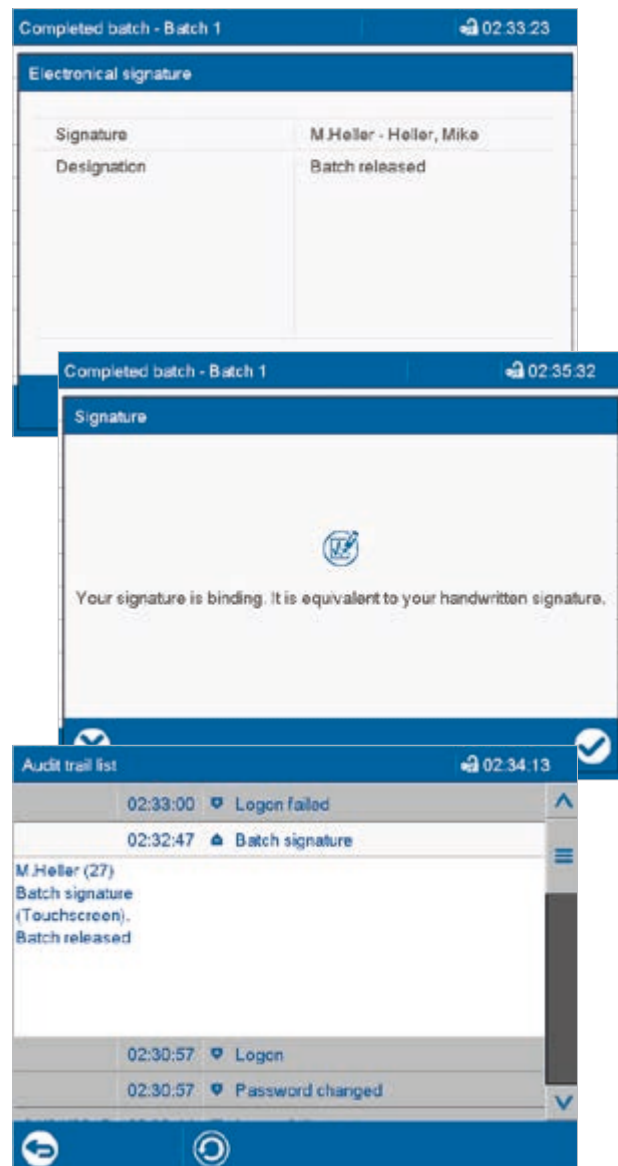 Completed batch - Batch 1 02:33:23
Electronical signature
Signature M.Heller - Heller, Mike
Designation Batch released
Completed batch - Batch 1 02:35:32
Signature
Your signature is binding. It is equivalent to your handwritten signature.
Audit trail list 02:34:13
02:33:00 Logon failed
02:32:47 Batch signature
M.Heller (27)
Batch signature
(Touchscreen).
Batch released
02:30:57 Logon
02:30:57 Password changed